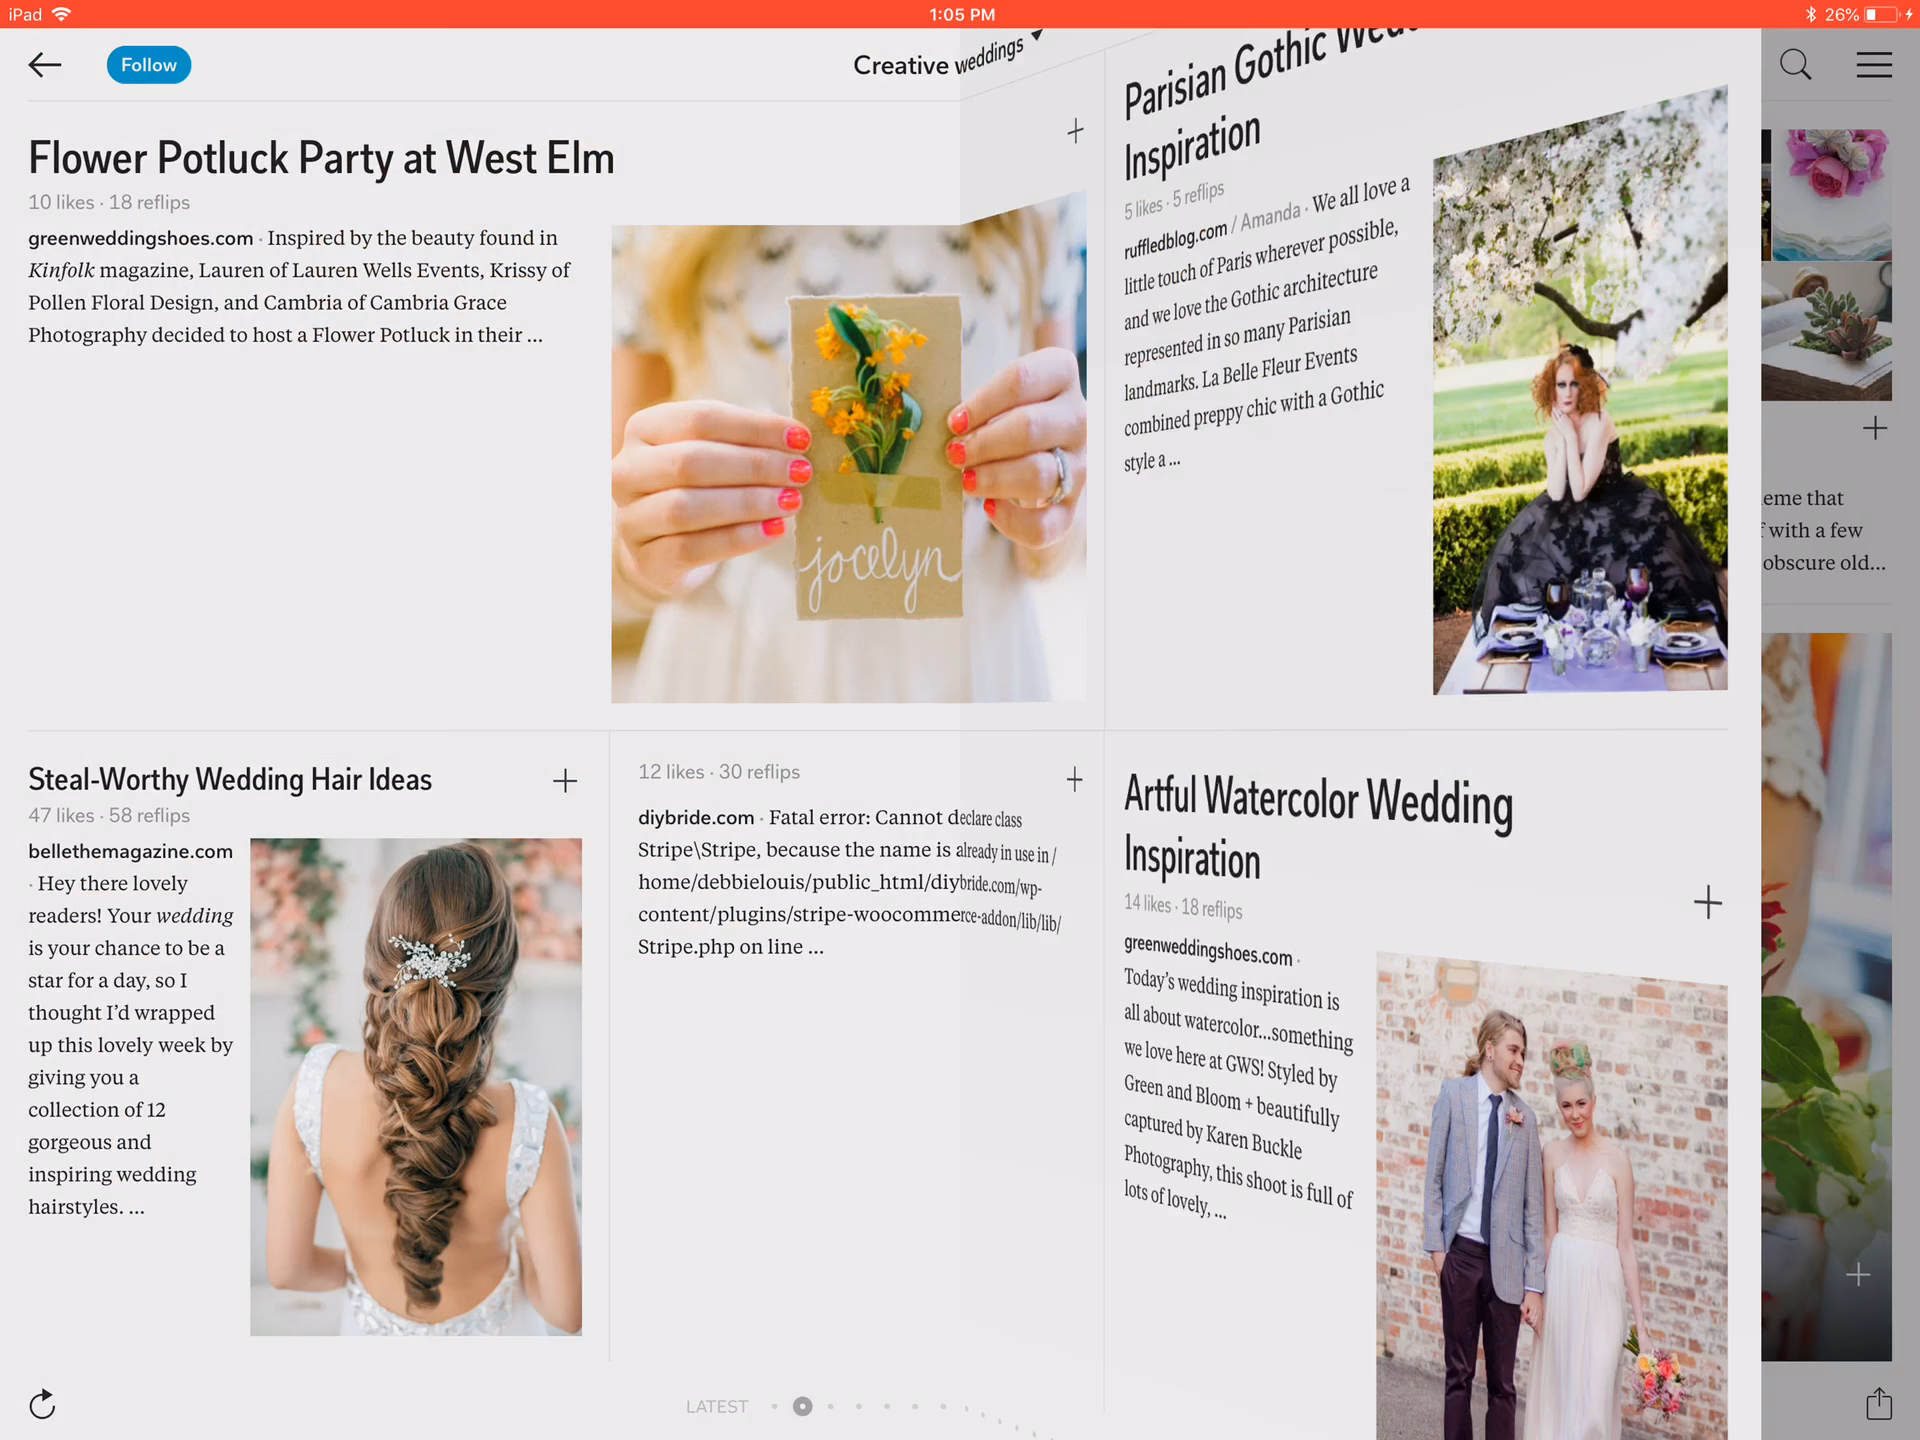 iPad
1:05 PM
26%
Follow
Creative weddings
Flower Potluck Party at West Elm
10 likes · 18 reflips
greenweddingshoes.com · Inspired by the beauty found in
Kinfolk magazine, Lauren of Lauren Wells Events, Krissy of
Pollen Floral Design, and Cambria of Cambria Grace
Photography decided to host a Flower Potluck in their ...
jocelyn
Parisian Gothic
Inspiration
5 likes · 5 reflips
ruffledblog.com / Amanda · We all love a
little touch of Paris wherever possible,
and we love the Gothic architecture
represented in so many Parisian
landmarks. La Belle Fleur Events
combined preppy chic with a Gothic
style a ...
eme that
with a few
obscure old...
Steal-Worthy Wedding Hair Ideas
47 likes · 58 reflips
bellethemagazine.com
· Hey there lovely
readers! Your wedding
is your chance to be a
star for a day, so I
thought I'd wrapped
up this lovely week by
giving you a
collection of 12
gorgeous and
inspiring wedding
hairstyles. ...
12 likes · 30 reflips
diybride.com · Fatal error: Cannot declare class
Stripe\Stripe, because the name is already in use in /
home/debbielouis/public_html/diybride.com/wp-
content/plugins/stripe-woocommerce-addon/lib/lib/
Stripe.php on line ...
Artful Watercolor Wedding
Inspiration
14 likes · 18 reflips
greenweddingshoes.com ·
Today's wedding inspiration is
all about watercolor...something
we love here at GWS! Styled by
Green and Bloom + beautifully
captured by Karen Buckle
Photography, this shoot is full of
lots of lovely, ...
LATEST